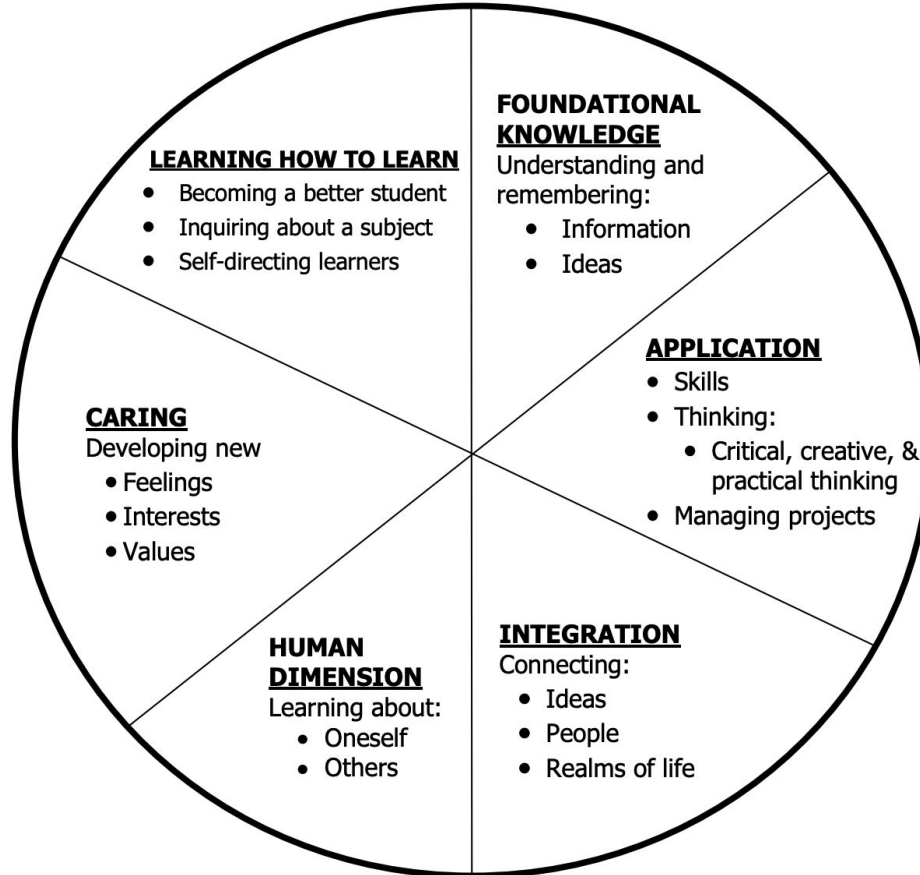 FOUNDATIONAL
KNOWLEDGE
Understanding and
remembering:
• Information
• Ideas
APPLICATION
• Skills
• Thinking:
• Critical, creative, &
practical thinking
• Managing projects
INTEGRATION
Connecting:
• Ideas
• People
• Realms of life
HUMAN
DIMENSION
Learning about:
• Oneself
• Others
CARING
Developing new
• Feelings
• Interests
• Values
LEARNING HOW TO LEARN
• Becoming a better student
• Inquiring about a subject
• Self-directing learners